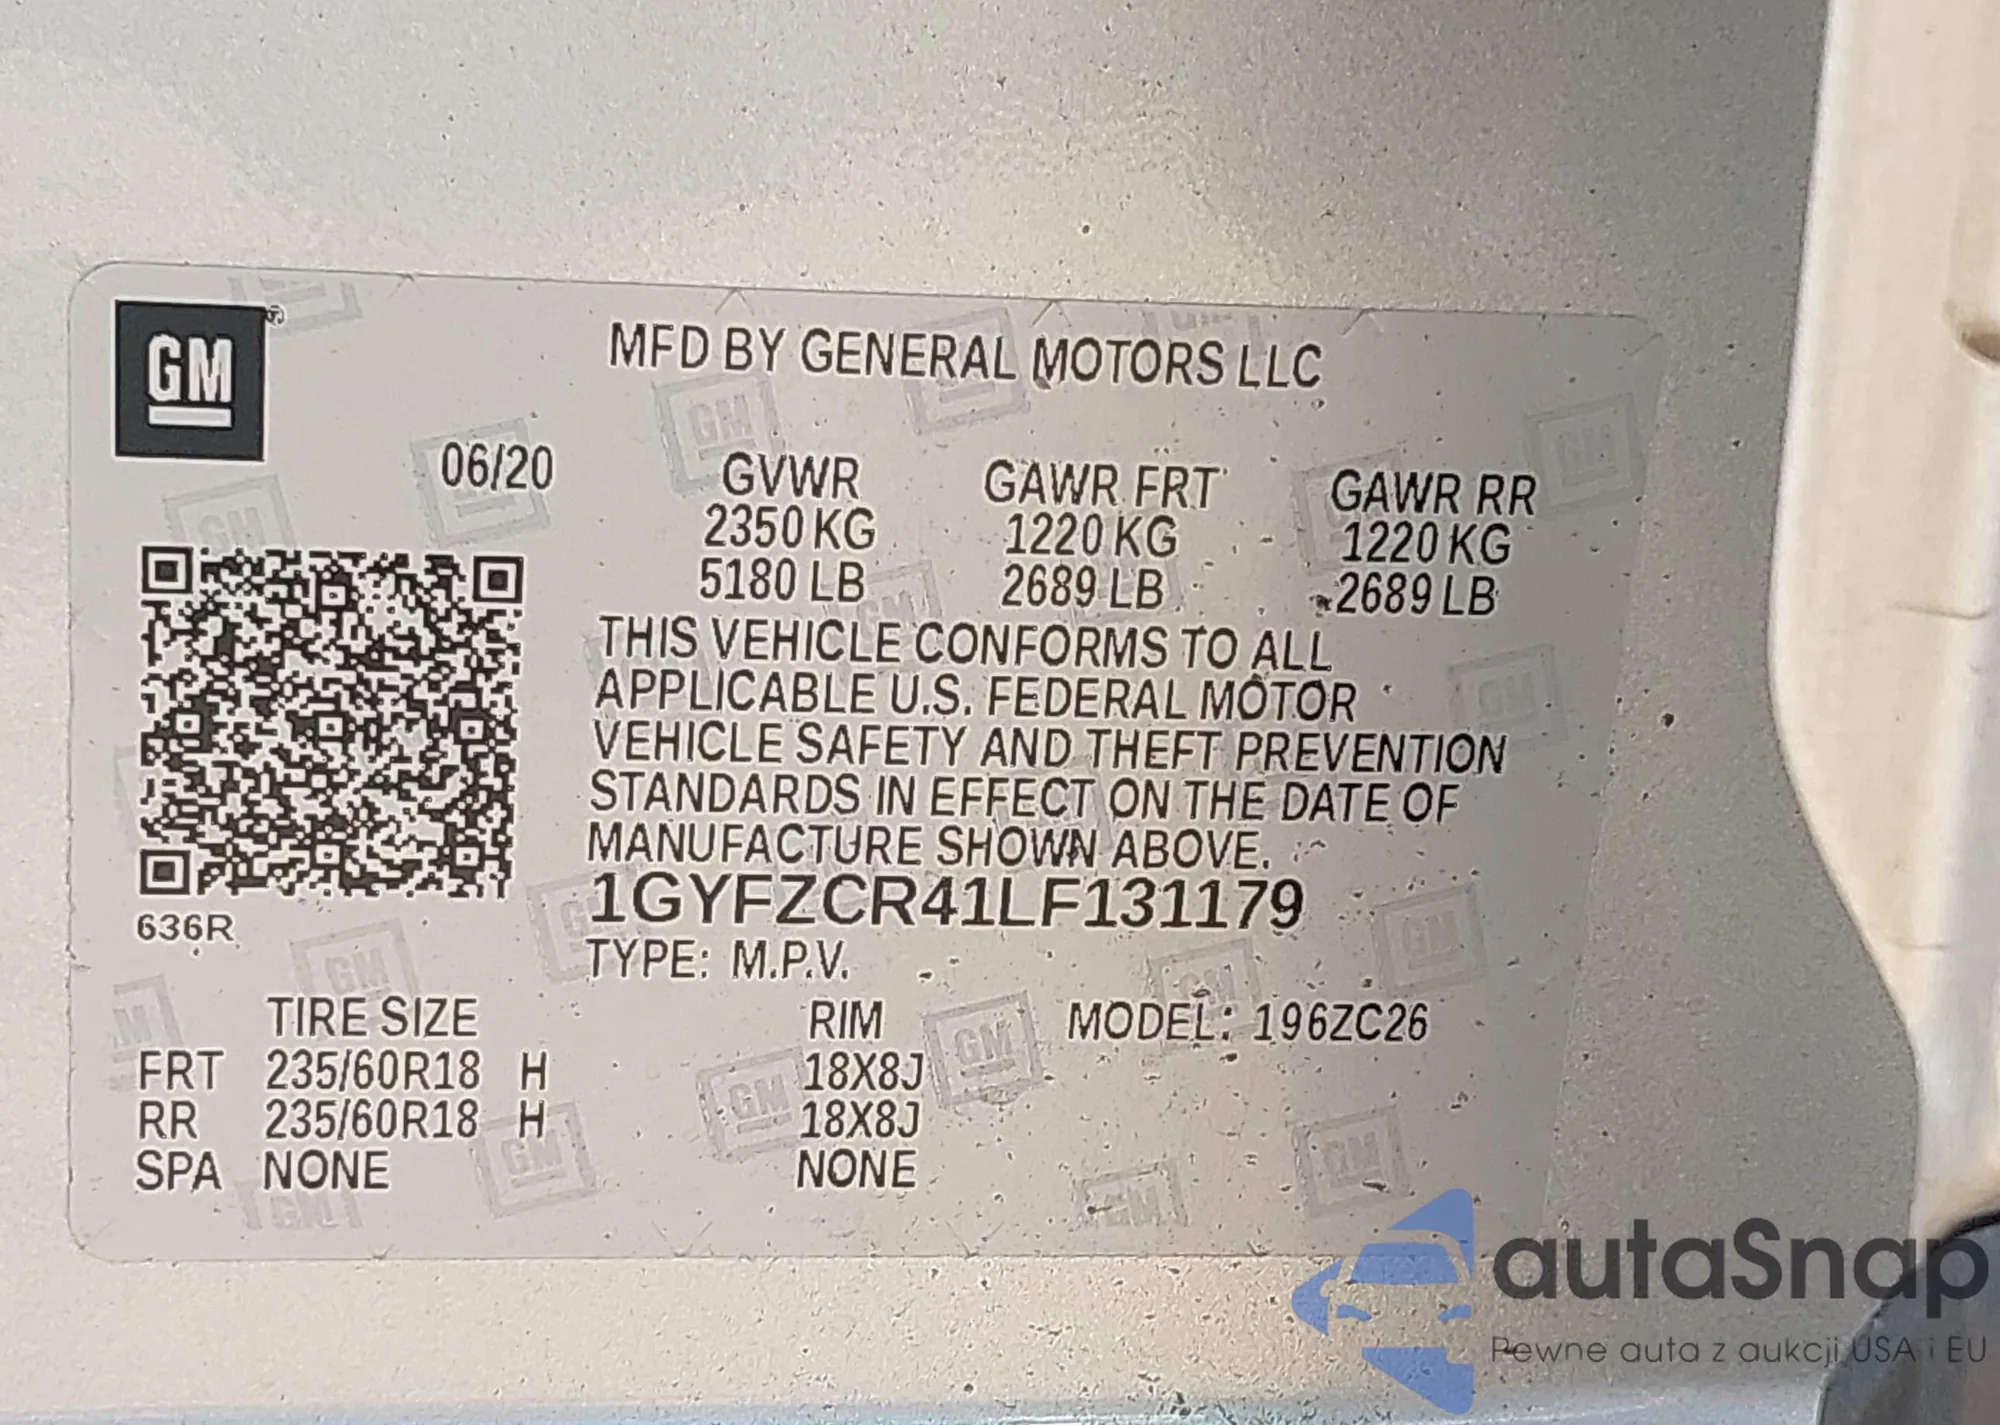 GM
MFD BY GENERAL MOTORS LLC
06/20
GVWR GAWR FRT GAWR RR
2350 KG 1220 KG 1220 KG
5180 LB 2689 LB 2689 LB
THIS VEHICLE CONFORMS TO ALL
APPLICABLE U.S. FEDERAL MOTOR
VEHICLE SAFETY AND THEFT PREVENTION
STANDARDS IN EFFECT ON THE DATE OF
MANUFACTURE SHOWN ABOVE.
1GYFZCR41LF131179
636R
TYPE: M.P.V.
TIRE SIZE RIM MODEL: 196ZC26
FRT 235/60R18 H 18X8J
RR 235/60R18 H 18X8J
SPA NONE NONE
autaSnap
Pewne auta z aukcji USA i EU